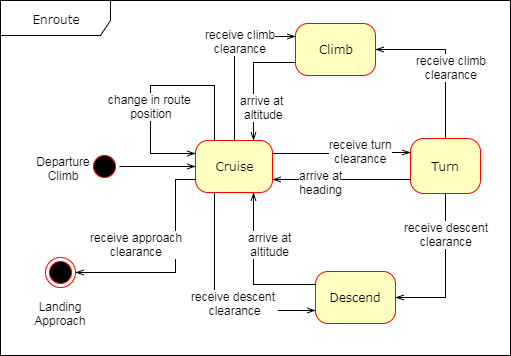 Enroute
receive climb
clearance
Climb
receive climb
clearance
change in route
position
arrive at
altitude
receive turn
clearance
Departure
Climb
Cruise
Turn
arrive at
heading
receive approach
clearance
arrive at
altitude
receive descent
clearance
receive descent
clearance
Descend
Landing
Approach